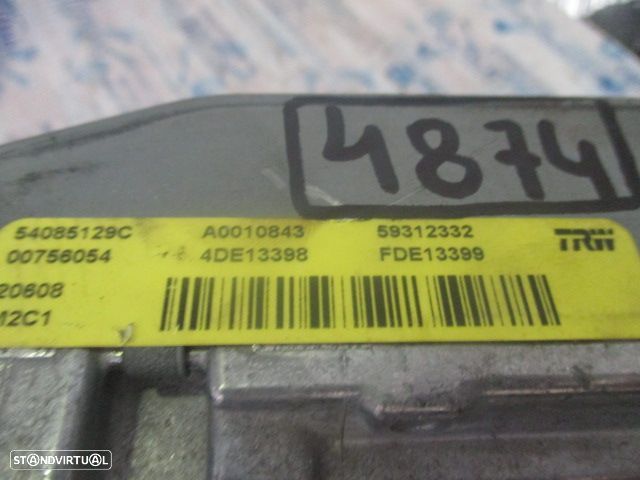 4874
54085129C A0010843 59312332 TRW
00756054 4DE13398 FDE13399
20608
M2C1
STANDVIRTUAL